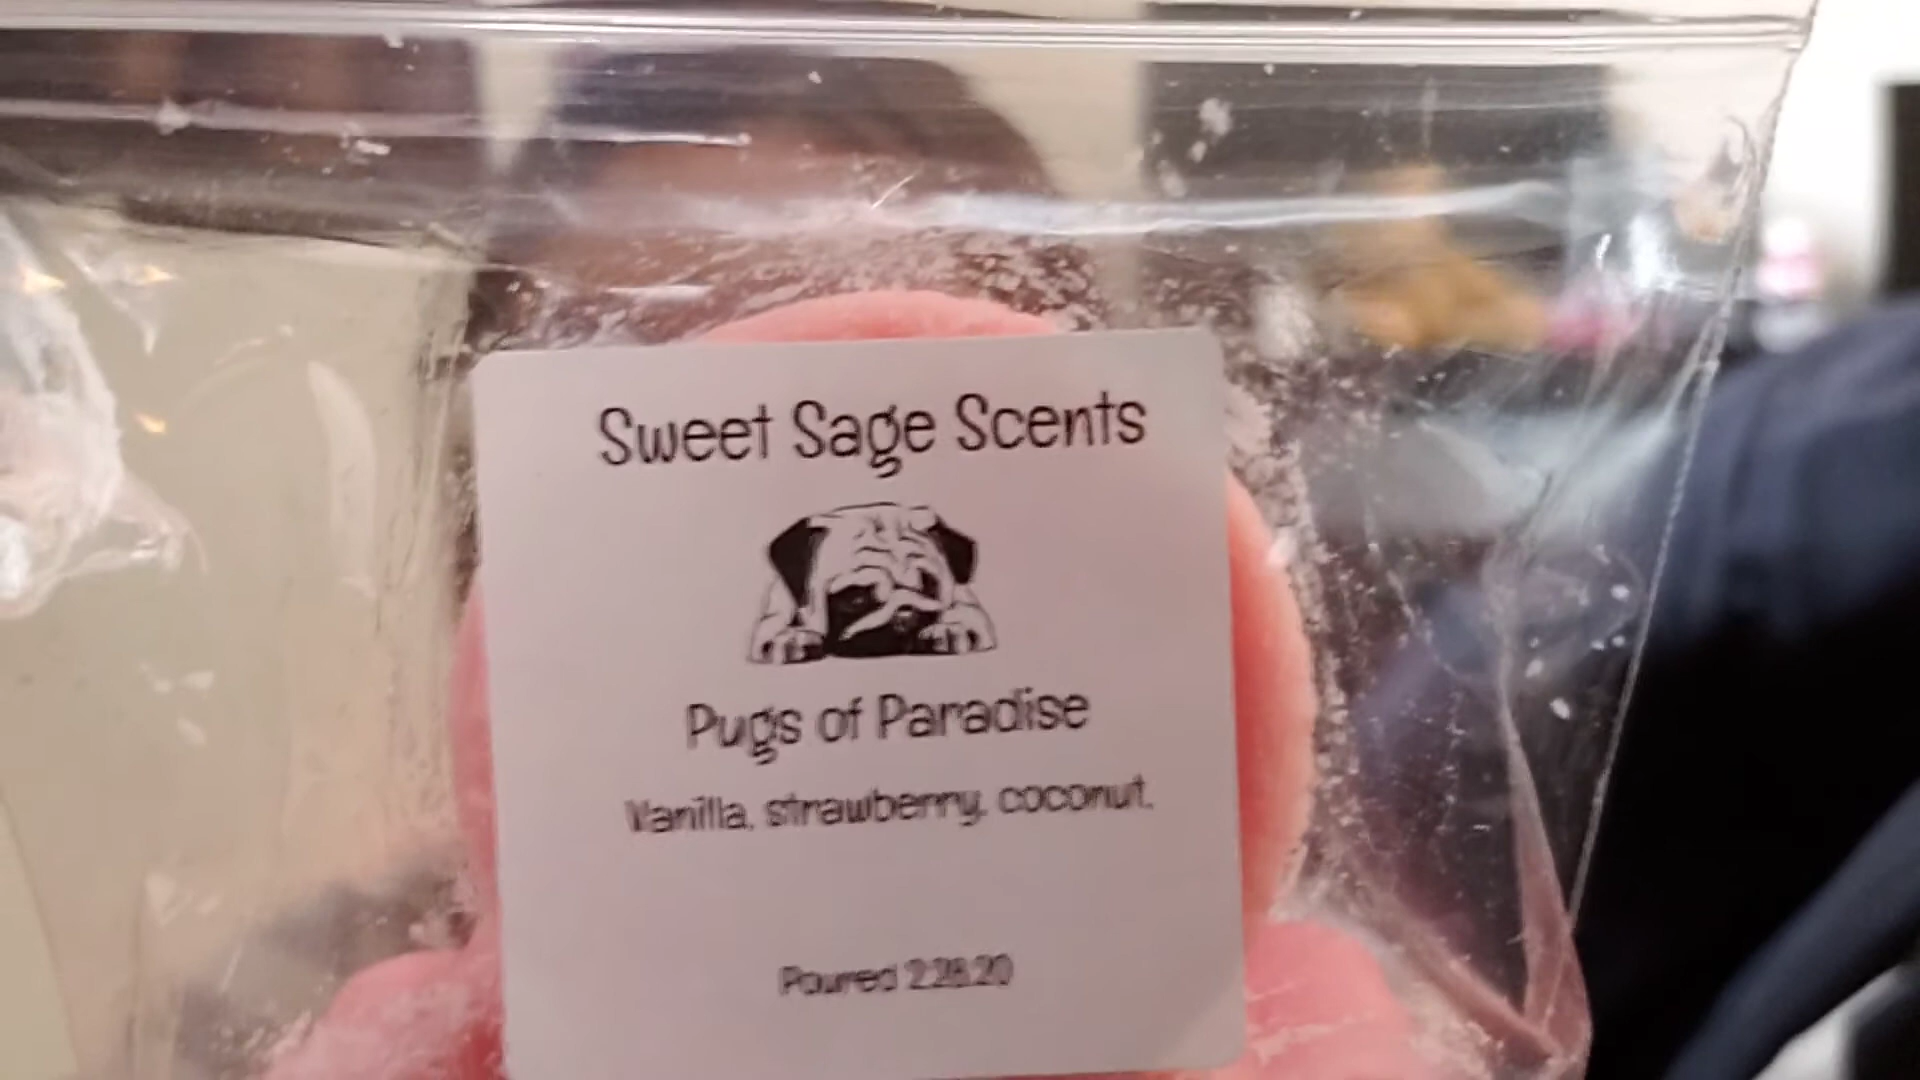 Sweet Sage Scents
Pugs of Paradise
Vanilla, strawberry, coconut.
Poured 2.28.20